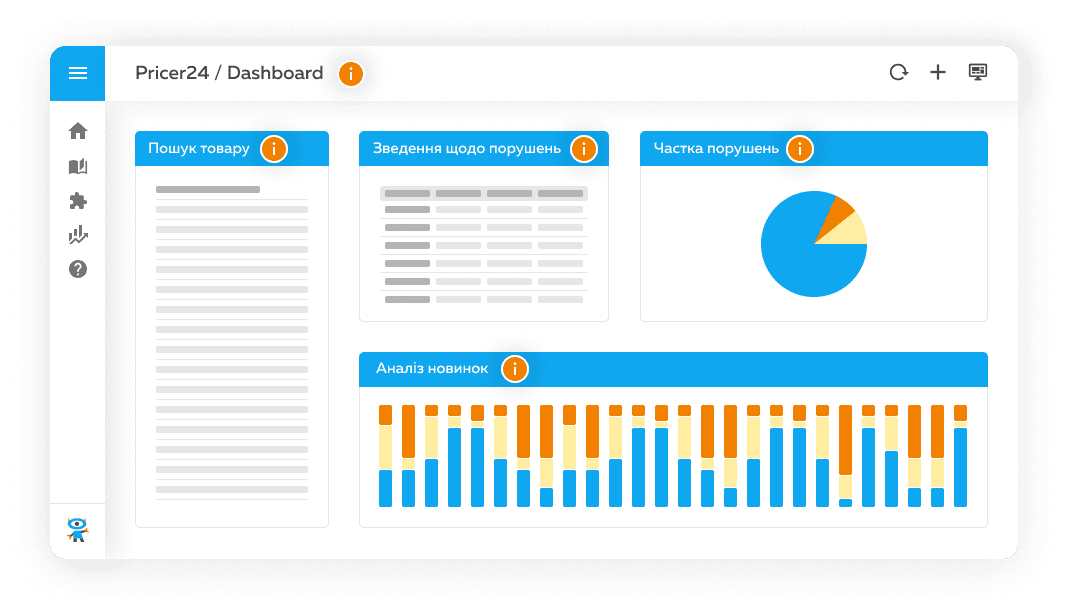 Pricer24 / Dashboard
Пошук товару
Зведення щодо порушень
Частка порушень
Аналіз новинок